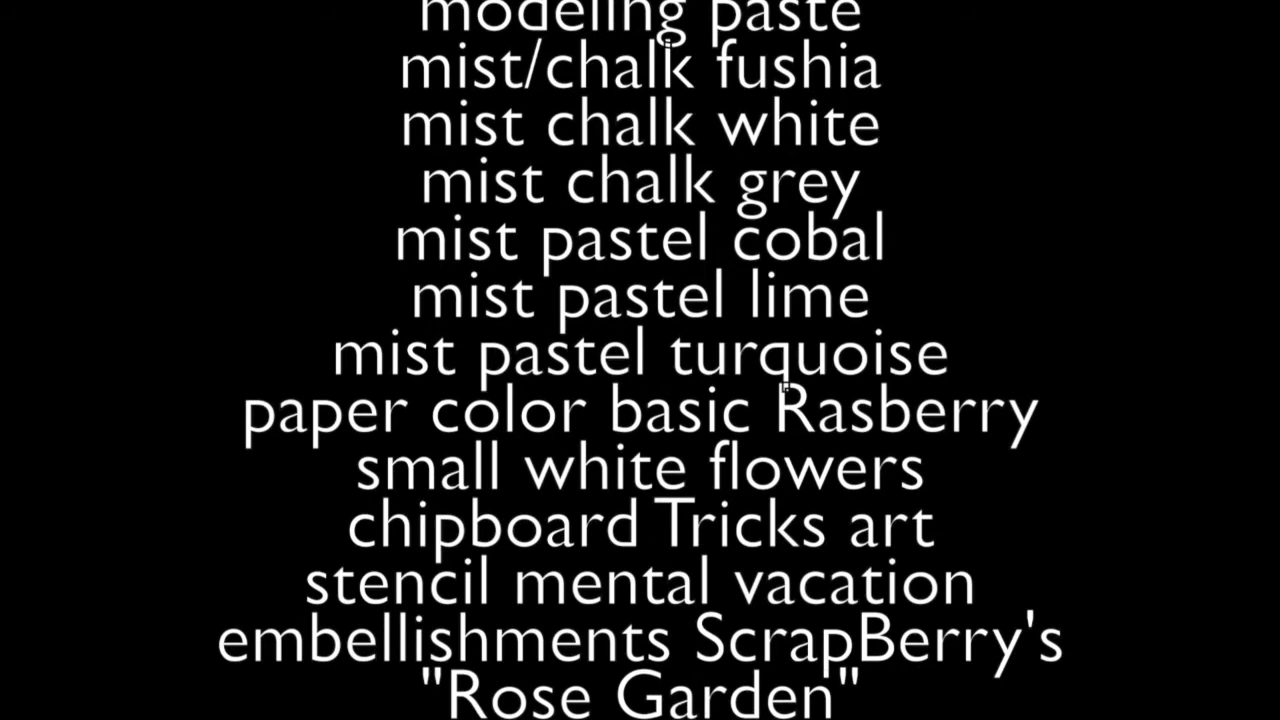 modeling paste
mist/chalk fushia
mist chalk white
mist chalk grey
mist pastel cobal
mist pastel lime
mist pastel turquoise
paper color basic Rasberry
small white flowers
chipboard Tricks art
stencil mental vacation
embellishments ScrapBerry's
"Rose Garden"